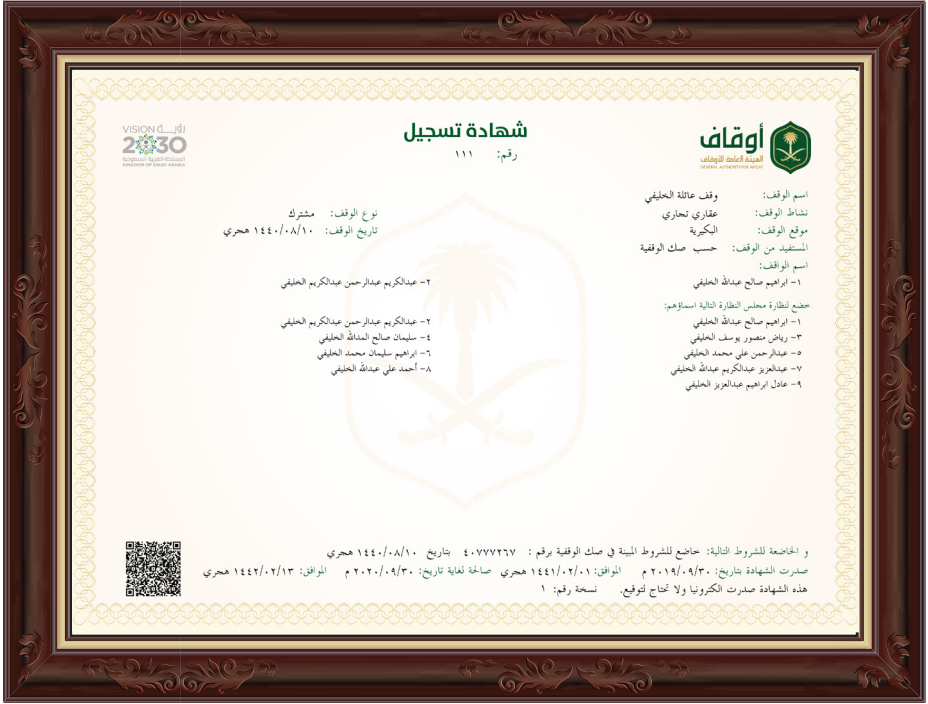 شهادة تسجيل
رقم: ١١١
رؤيــة VISION
2030
المملكة العربية السعودية
KINGDOM OF SAUDI ARABIA
أوقاف
الهيئة العامة للأوقاف
GENERAL AUTHORITY FOR AWQAF
اسم الوقف: وقف عائلة الخليفي
نشاط الوقف: عقاري تجاري نوع الوقف: مشترك
موقع الوقف: البكيرية تاريخ الوقف: ١٤٤٠/٠٨/١٠ هجري
المستفيد من الوقف: حسب صك الوقفية
اسم الواقف:
١- ابراهيم صالح عبدالله الخليفي ٢- عبدالكريم عبدالرحمن عبدالكريم الخليفي
خضع لنظارة مجلس النظارة التالية اسماؤهم:
١- ابراهيم صالح عبدالله الخليفي ٢- عبدالكريم عبدالرحمن عبدالكريم الخليفي
٣- رياض منصور يوسف الخليفي ٤- سليمان صالح المدالله الخليفي
٥- عبدالرحمن علي محمد الخليفي ٦- ابراهيم سليمان محمد الخليفي
٧- عبدالعزيز عبدالكريم عبدالله الخليفي ٨- أحمد علي عبدالله الخليفي
٩- عادل ابراهيم عبدالعزيز الخليفي
و الخاضعة للشروط التالية: خاضع للشروط المبينة في صك الوقفية برقم : ٤٠٧٧٧٢٦٧ بتاريخ ١٤٤٠/٠٨/١٠ هجري
صدرت الشهادة بتاريخ: ٢٠١٩/٠٩/٣٠ م الموافق: ١٤٤١/٠٢/٠١ هجري صالحة لغاية تاريخ: ٢٠٢٠/٠٩/٣٠ م الموافق: ١٤٤٢/٠٢/١٣ هجري
هذه الشهادة صدرت الكترونيا ولا تحتاج لتوقيع. نسخة رقم: ١